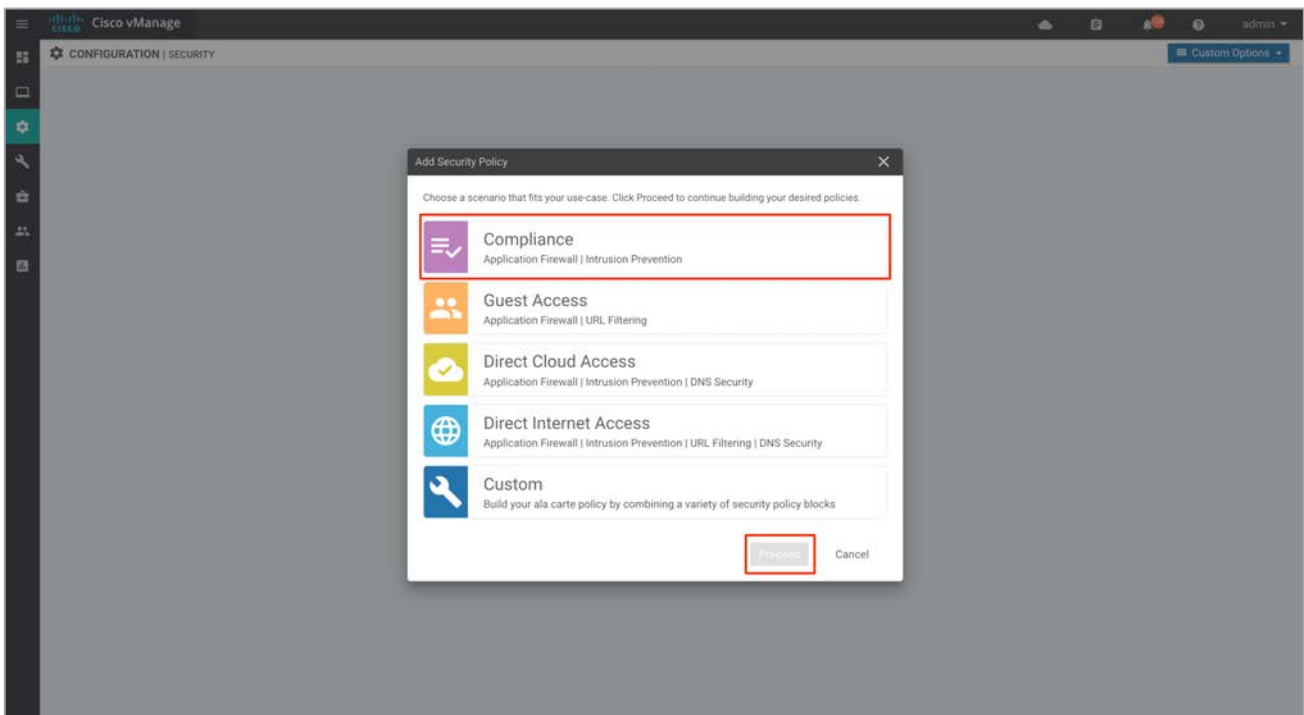 CISCO Cisco vManage admin
CONFIGURATION | SECURITY Custom Options
Add Security Policy
Choose a scenario that fits your use-case. Click Proceed to continue building your desired policies.
Compliance
Application Firewall | Intrusion Prevention
Guest Access
Application Firewall | URL Filtering
Direct Cloud Access
Application Firewall | Intrusion Prevention | DNS Security
Direct Internet Access
Application Firewall | Intrusion Prevention | URL Filtering | DNS Security
Custom
Build your ala carte policy by combining a variety of security policy blocks
Proceed Cancel